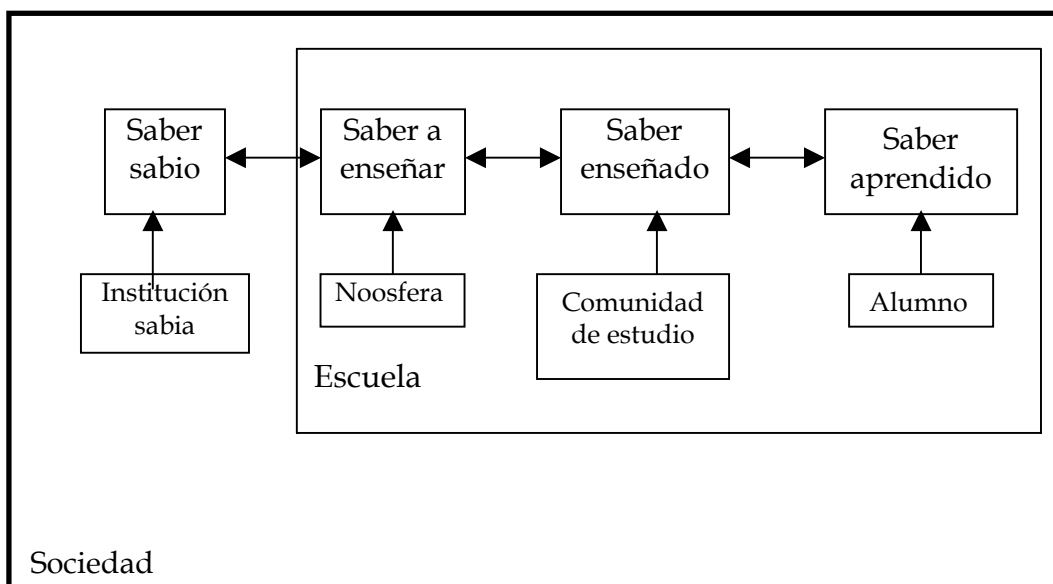 Saber
sabio
Saber a
enseñar
Saber
enseñado
Saber
aprendido
Institución
sabia
Noosfera
Comunidad
de estudio
Alumno
Escuela
Sociedad